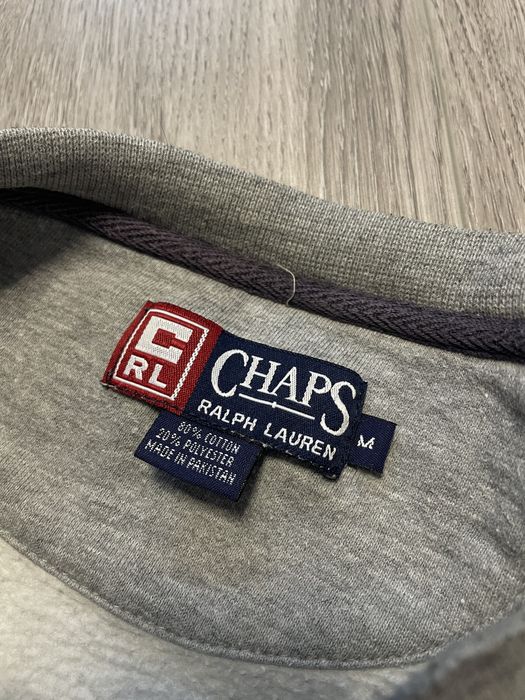 C
RL
CHAPS
RALPH LAUREN
M
80% COTTON
20% POLYESTER
MADE IN PAKISTAN